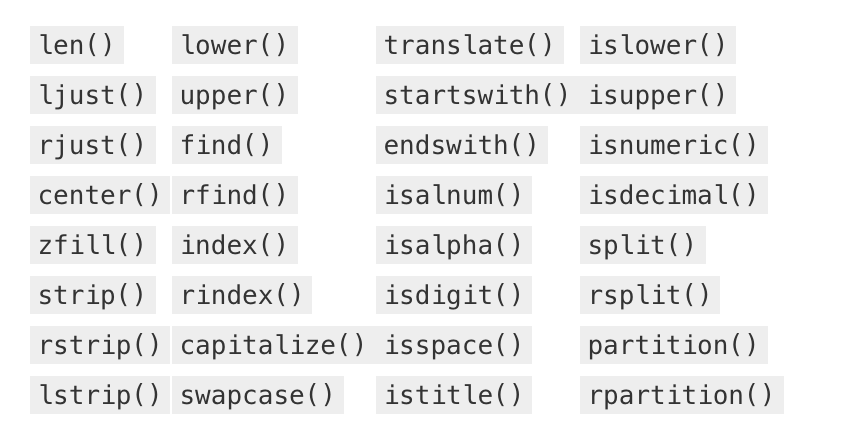 len() lower() translate() islower()
ljust() upper() startswith() isupper()
rjust() find() endswith() isnumeric()
center() rfind() isalnum() isdecimal()
zfill() index() isalpha() split()
strip() rindex() isdigit() rsplit()
rstrip() capitalize() isspace() partition()
lstrip() swapcase() istitle() rpartition()